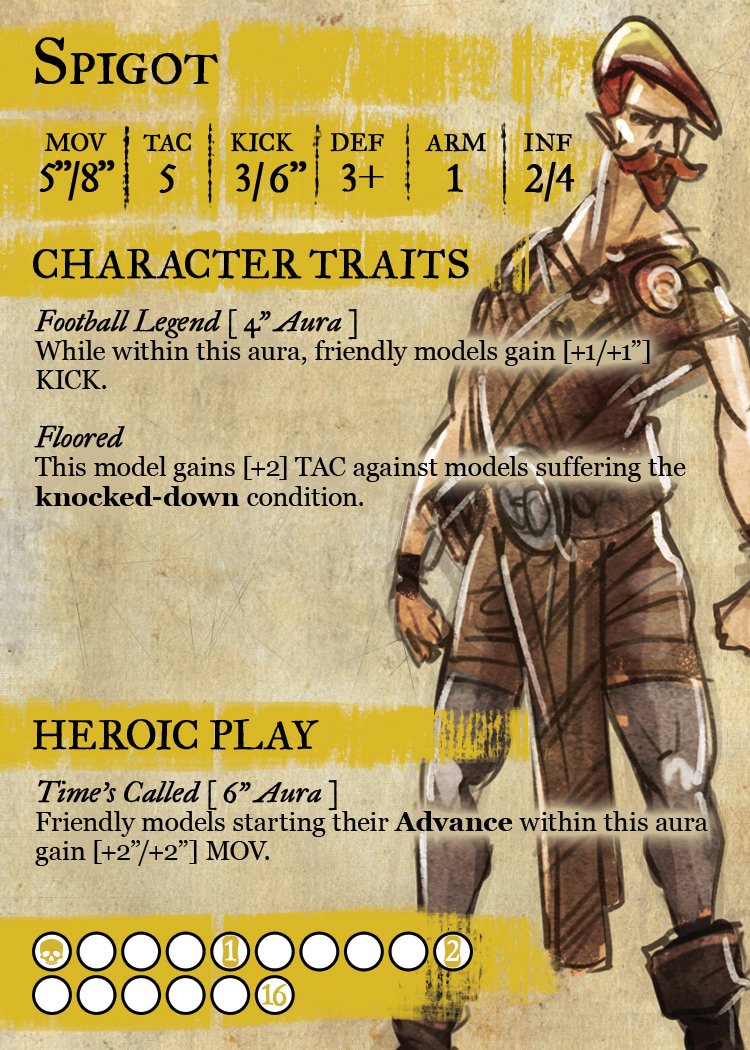 Spigot
MOV TAC KICK DEF ARM INF
5”/8” 5 3/6” 3+ 1 2/4
CHARACTER TRAITS
Football Legend [ 4” Aura ]
While within this aura, friendly models gain [+1/+1”]
KICK.
Floored
This model gains [+2] TAC against models suffering the
knocked-down condition.
HEROIC PLAY
Time’s Called [ 6” Aura ]
Friendly models starting their Advance within this aura
gain [+2”/+2”] MOV.
1 2
16